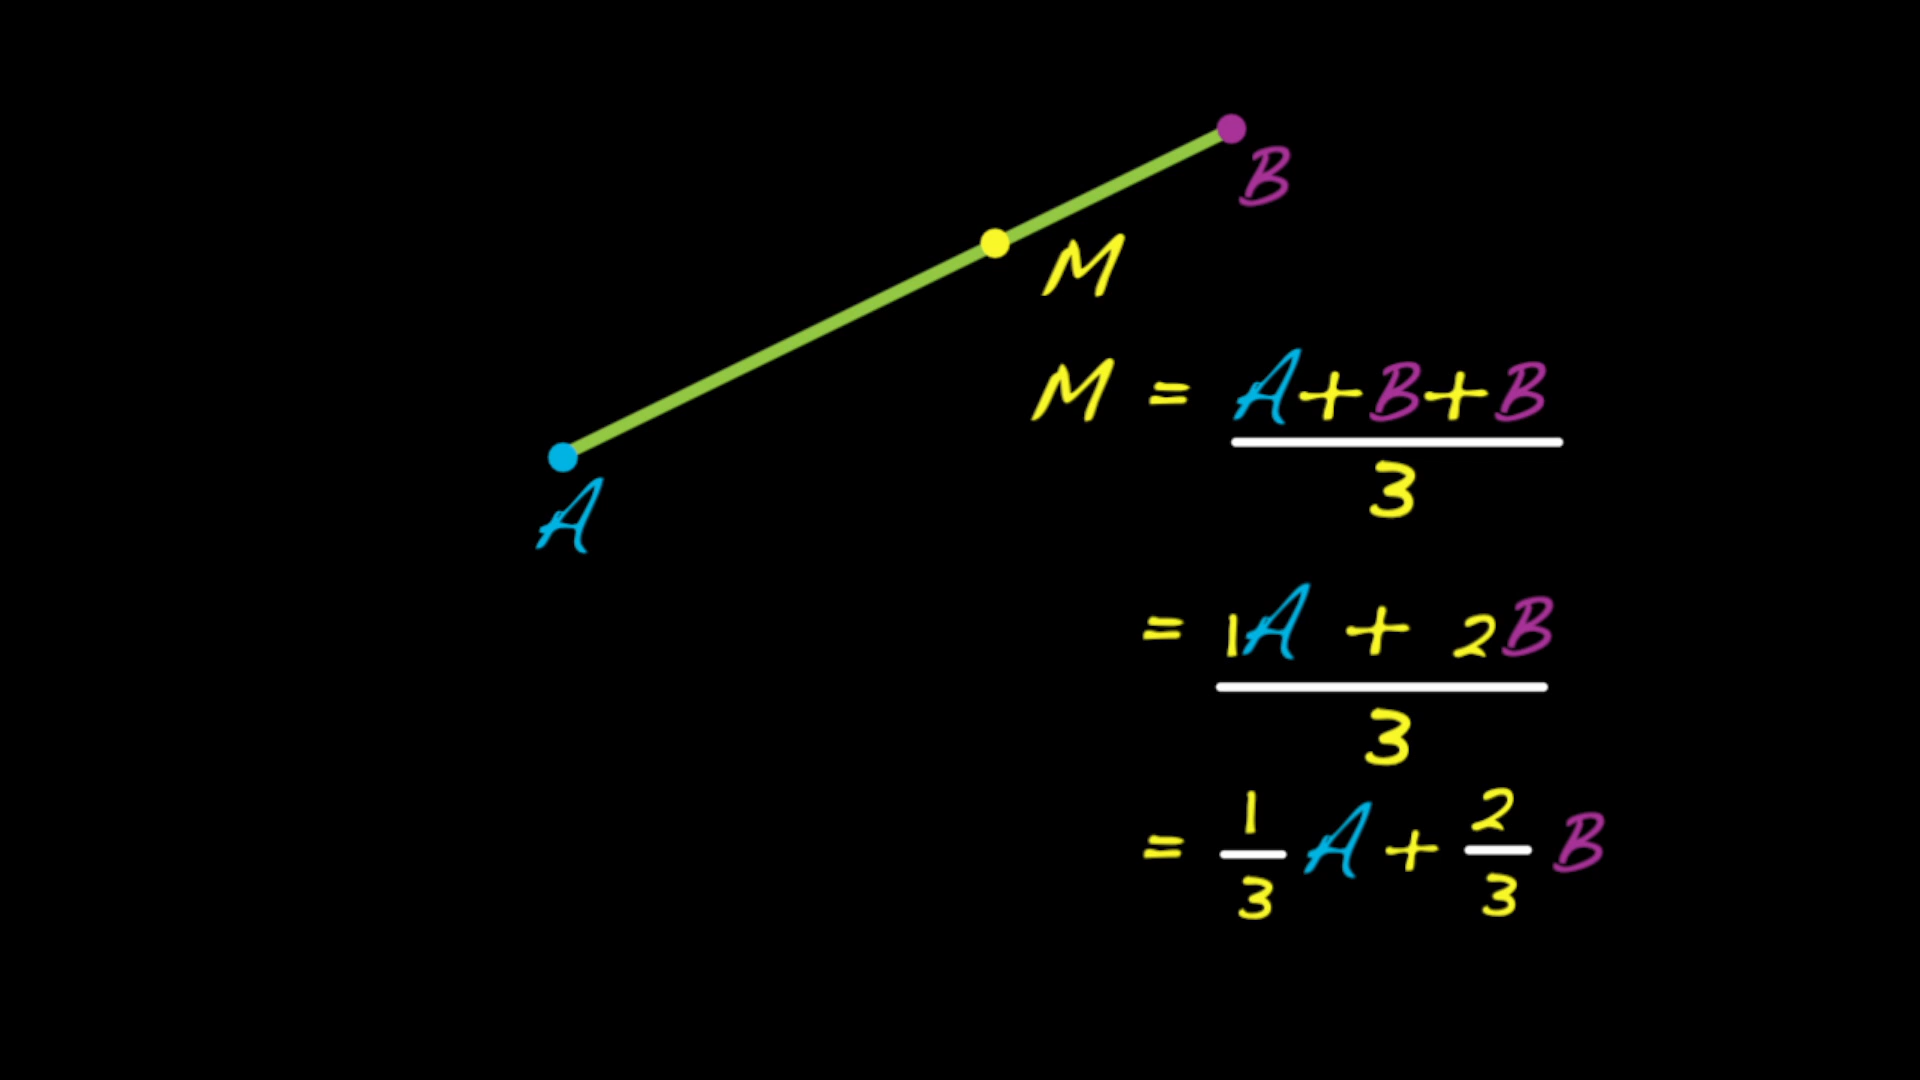 B
M
A
M = A+B+B
3
= 1A + 2B
3
= 1/3 A + 2/3 B